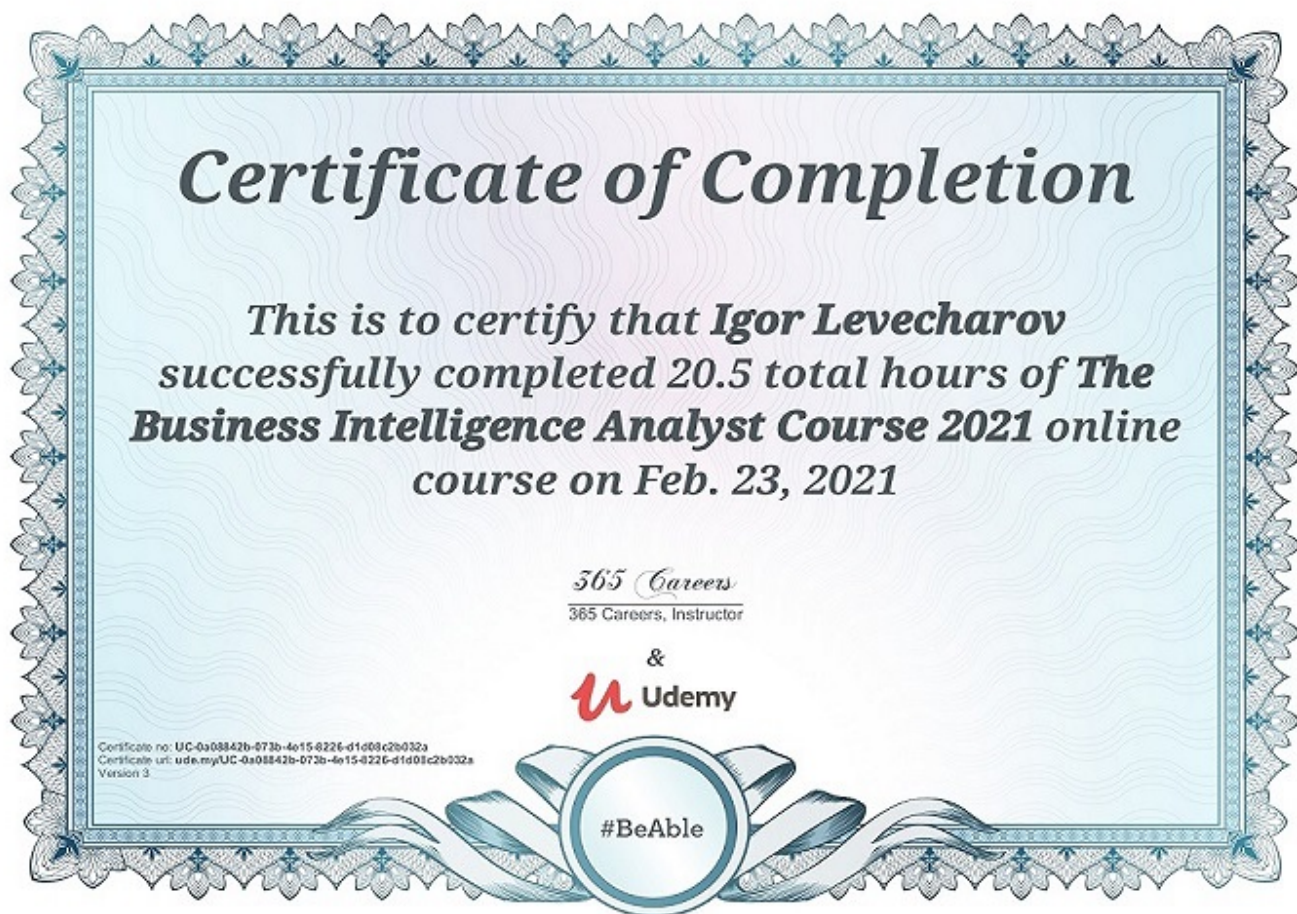 Certificate of Completion
This is to certify that Igor Levecharov
successfully completed 20.5 total hours of The
Business Intelligence Analyst Course 2021 online
course on Feb. 23, 2021
365 Careers
365 Careers, Instructor
&
Udemy
Certificate no: UC-0a08842b-073b-4e15-8226-d1d08c2b032a
Certificate url: ude.my/UC-0a08842b-073b-4e15-8226-d1d08c2b032a
Version 3
#BeAble